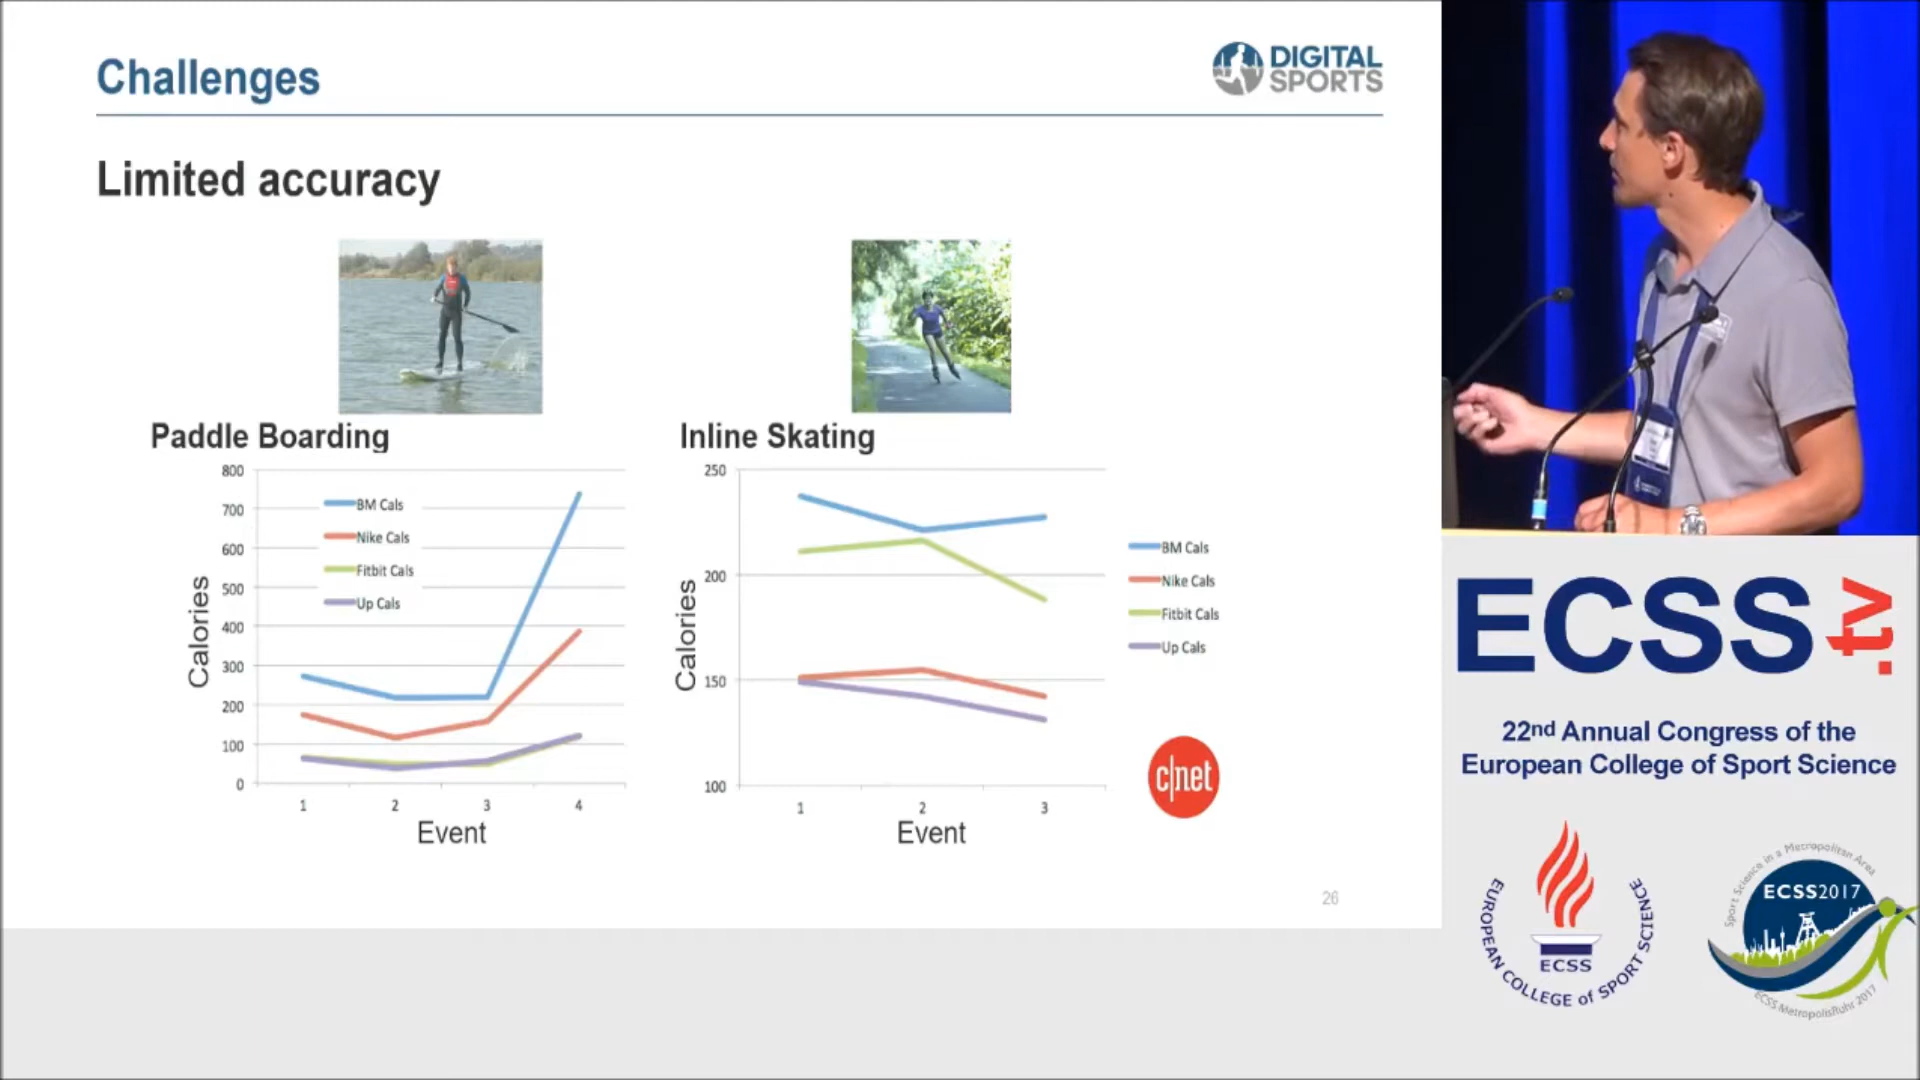 Challenges
DIGITAL
SPORTS
Limited accuracy
Paddle Boarding
800
700
600
500
400
300
200
100
0
Calories
BM Cals
Nike Cals
Fitbit Cals
Up Cals
1 2 3 4
Event
Inline Skating
250
200
150
100
Calories
1 2 3
Event
BM Cals
Nike Cals
Fitbit Cals
Up Cals
c|net
26
ECSS.tv
22nd Annual Congress of the
European College of Sport Science
EUROPEAN COLLEGE of SPORT SCIENCE
ECSS
Sport Science in a Metropolitan Area
ECSS2017
ECSS MetropolisRuhr 2017